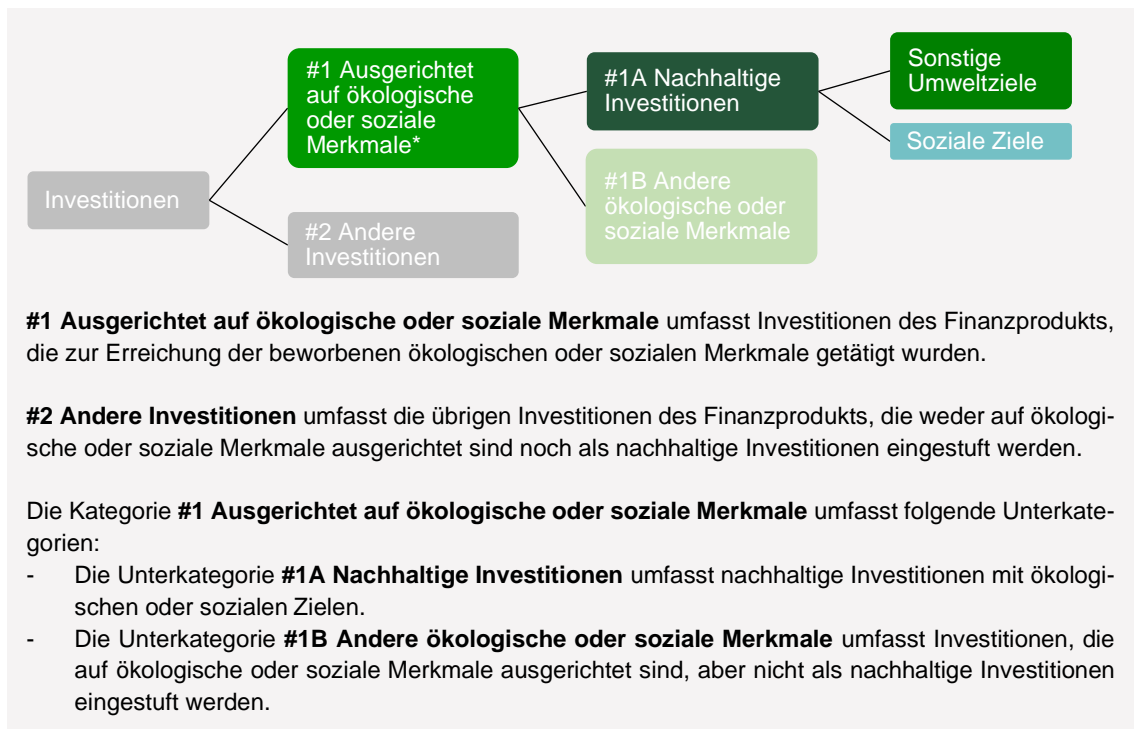 #1 Ausgerichtet
auf ökologische
oder soziale
Merkmale*
#1A Nachhaltige
Investitionen
Sonstige
Umweltziele
Soziale Ziele
Investitionen
#1B Andere
ökologische oder
soziale Merkmale
#2 Andere
Investitionen
#1 Ausgerichtet auf ökologische oder soziale Merkmale umfasst Investitionen des Finanzprodukts,
die zur Erreichung der beworbenen ökologischen oder sozialen Merkmale getätigt wurden.
#2 Andere Investitionen umfasst die übrigen Investitionen des Finanzprodukts, die weder auf ökologi-
sche oder soziale Merkmale ausgerichtet sind noch als nachhaltige Investitionen eingestuft werden.
Die Kategorie #1 Ausgerichtet auf ökologische oder soziale Merkmale umfasst folgende Unterkate-
gorien:
- Die Unterkategorie #1A Nachhaltige Investitionen umfasst nachhaltige Investitionen mit ökologi-
schen oder sozialen Zielen.
- Die Unterkategorie #1B Andere ökologische oder soziale Merkmale umfasst Investitionen, die
auf ökologische oder soziale Merkmale ausgerichtet sind, aber nicht als nachhaltige Investitionen
eingestuft werden.